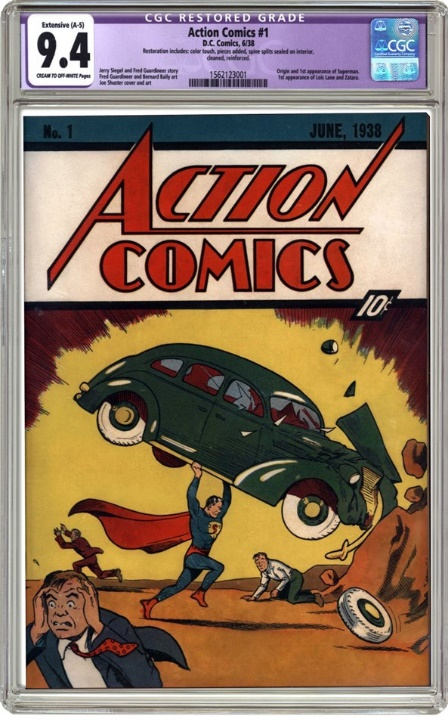 CGC RESTORED GRADE
Extensive (A-5)
9.4
CREAM TO OFF-WHITE Pages
Action Comics #1
D.C. Comics, 6/38
Restoration includes: color touch, pieces added, spine splits sealed on interior,
cleaned, reinforced.
Jerry Siegel and Fred Guardineer story
Fred Guardineer and Bernard Baily art
Joe Shuster cover and art
1562123001
Origin and 1st appearance of Superman.
1st appearance of Lois Lane and Zatara.
CGC
No. 1
JUNE, 1938
ACTION
COMICS
10¢
S